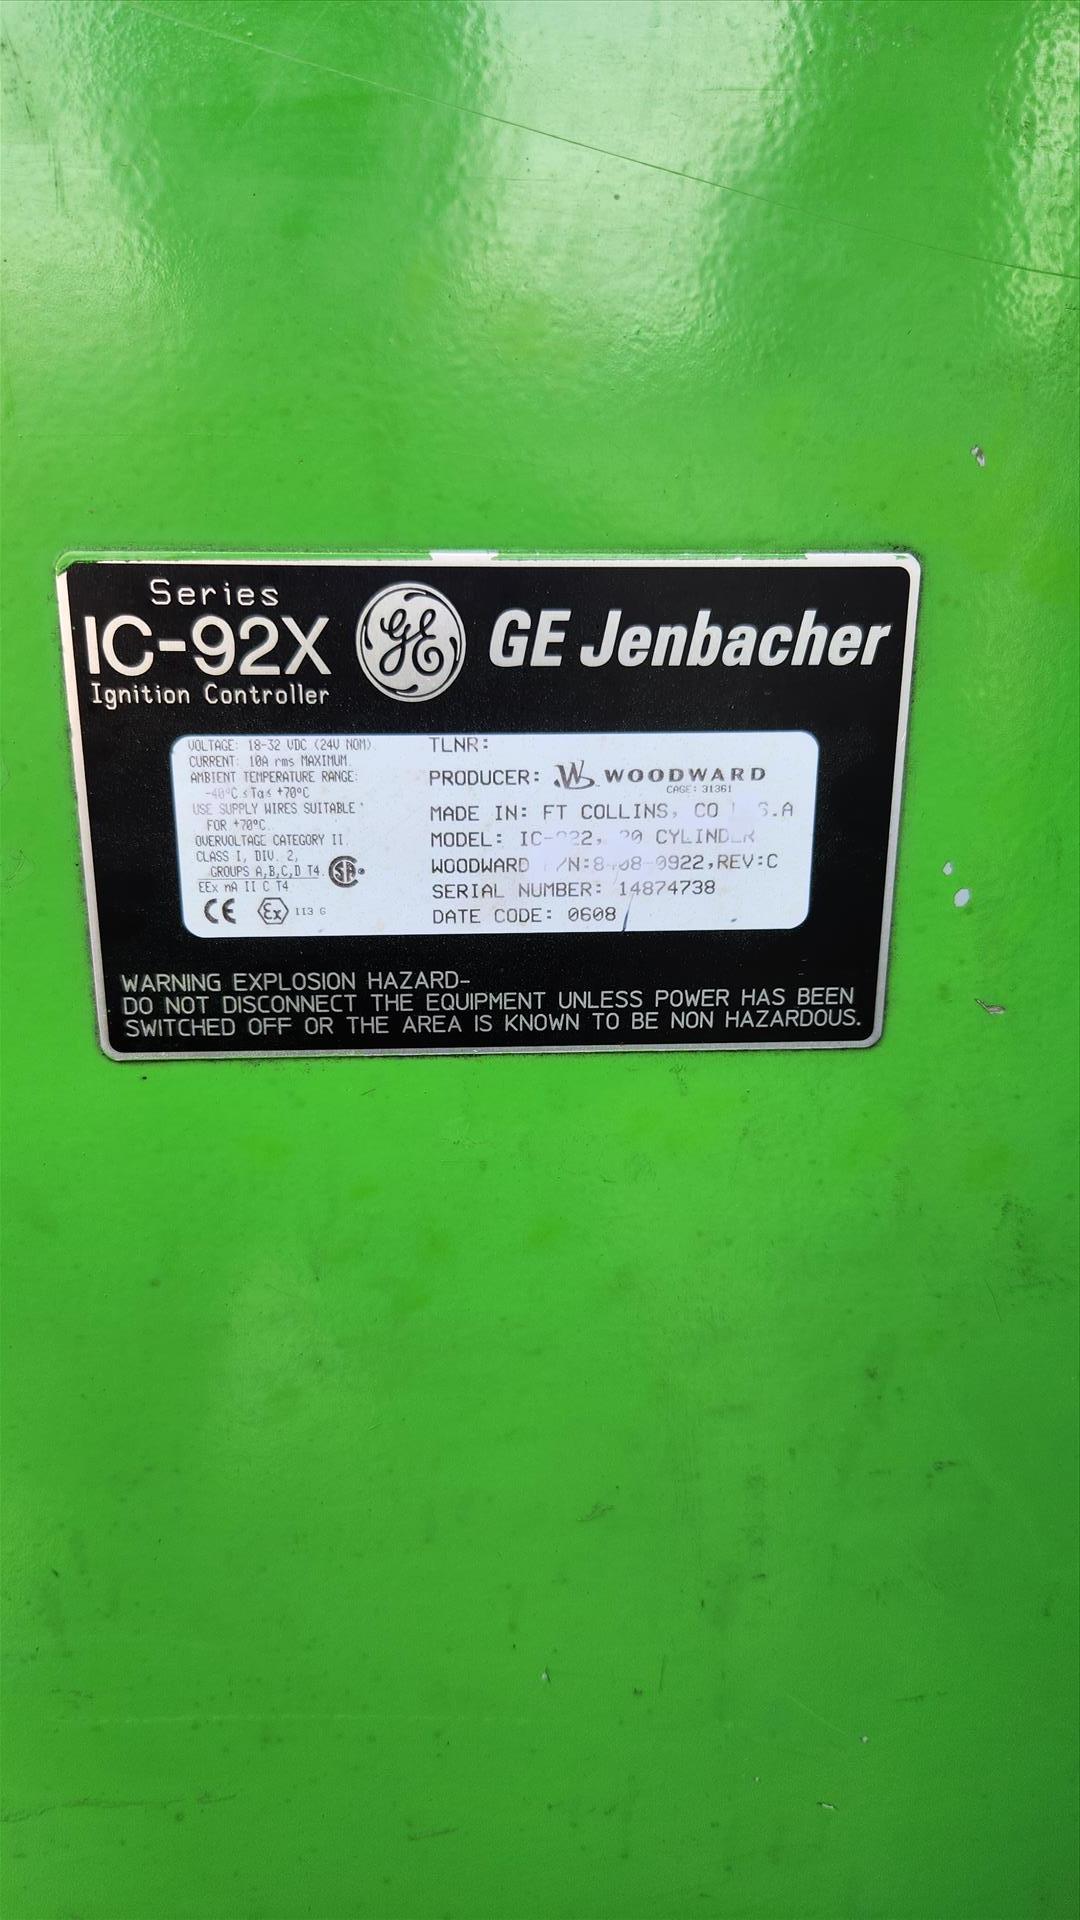 Series
IC-92X
Ignition Controller
GE
GE Jenbacher
VOLTAGE: 18-32 VDC (24V NOM)
CURRENT: 10A rms MAXIMUM.
AMBIENT TEMPERATURE RANGE:
-40°C ≤Ta≤ +70°C
USE SUPPLY WIRES SUITABLE
FOR +70°C.
OVERVOLTAGE CATEGORY II.
CLASS I, DIV. 2,
GROUPS A,B,C,D T4.
EEx nA II C T4
CE Ex II3 G
TLNR:
PRODUCER: WOODWARD
CAGE: 31361
MADE IN: FT COLLINS, CO
MODEL: CYLINDER
WOODWARD REV:C
SERIAL NUMBER: 14874738
DATE CODE: 0608
WARNING EXPLOSION HAZARD-
DO NOT DISCONNECT THE EQUIPMENT UNLESS POWER HAS BEEN
SWITCHED OFF OR THE AREA IS KNOWN TO BE NON HAZARDOUS.